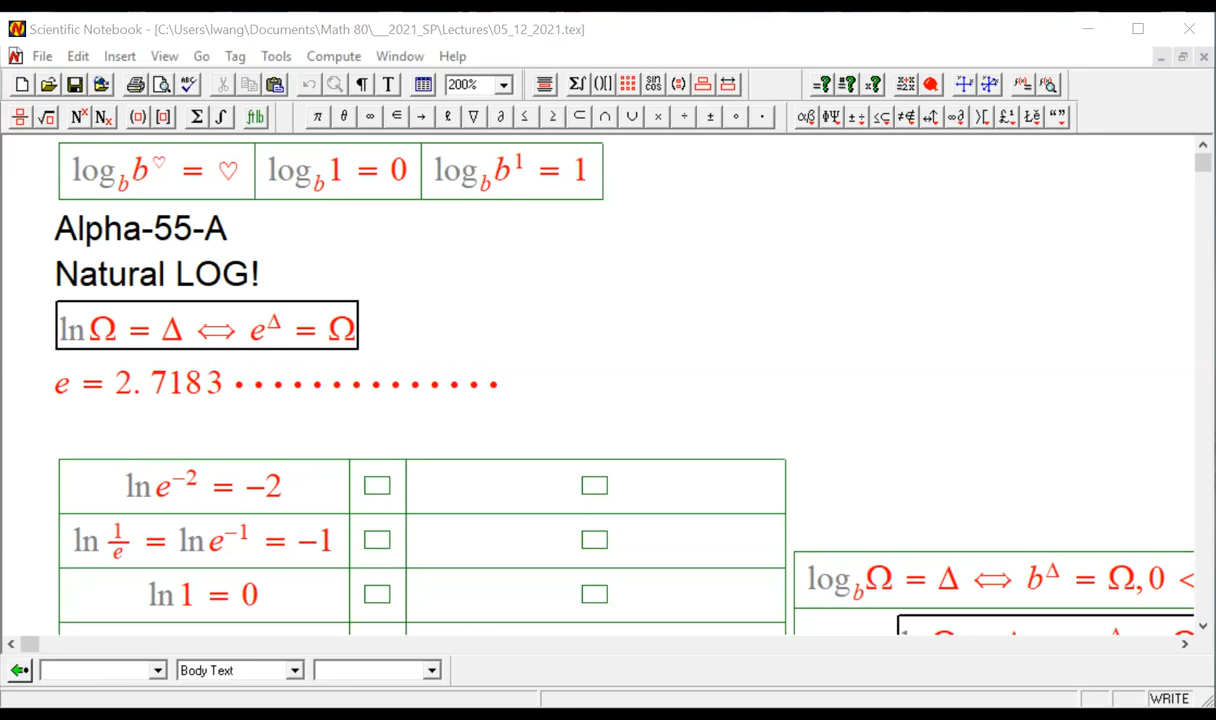 Scientific Notebook - [C:\Users\lwang\Documents\Math 80\__2021_SP\Lectures\05_12_2021.tex]
File Edit Insert View Go Tag Tools Compute Window Help
200%
log_b b^♡ = ♡ log_b 1 = 0 log_b b^1 = 1
Alpha-55-A
Natural LOG!
ln Ω = Δ ⟺ e^Δ = Ω
e = 2. 7183 ••••••••••••••
ln e^−2 = −2
ln 1/e = ln e^−1 = −1
log_b Ω = Δ ⟺ b^Δ = Ω, 0 <
ln 1 = 0
Body Text
WRITE